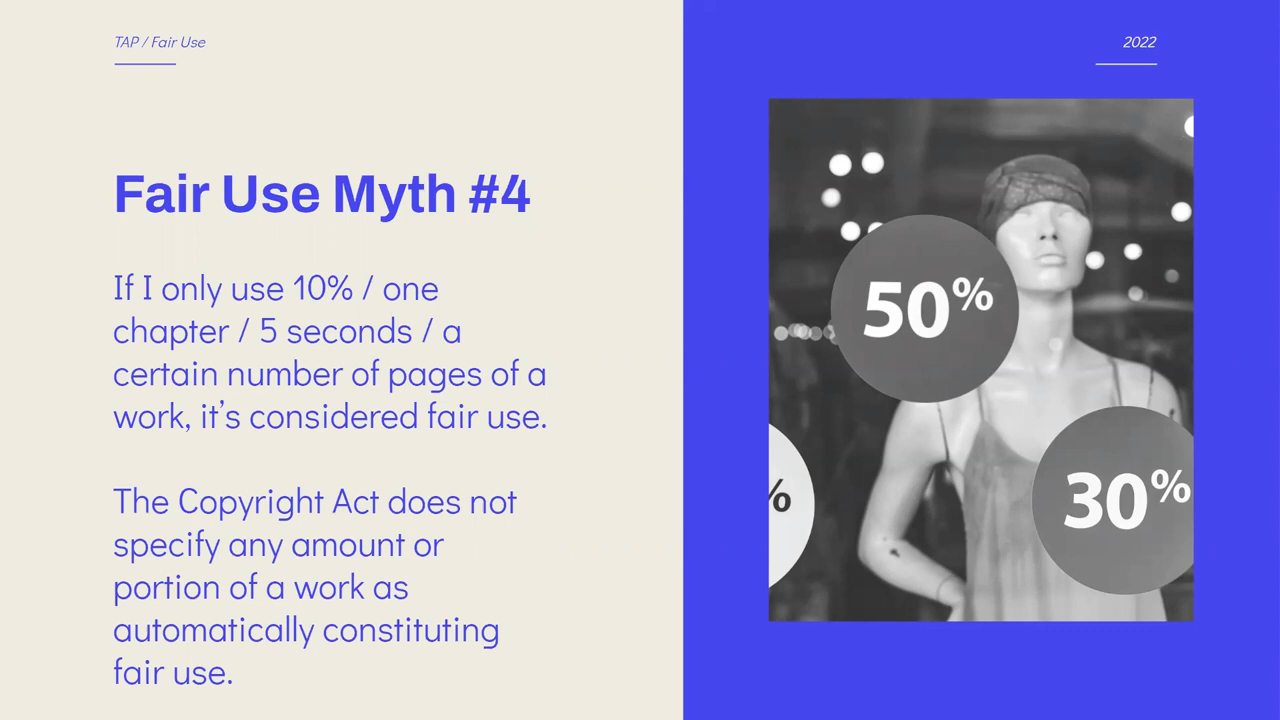 TAP / Fair Use
2022
Fair Use Myth #4
If I only use 10% / one
chapter / 5 seconds / a
certain number of pages of a
work, it’s considered fair use.
The Copyright Act does not
specify any amount or
portion of a work as
automatically constituting
fair use.
50%
30%
%